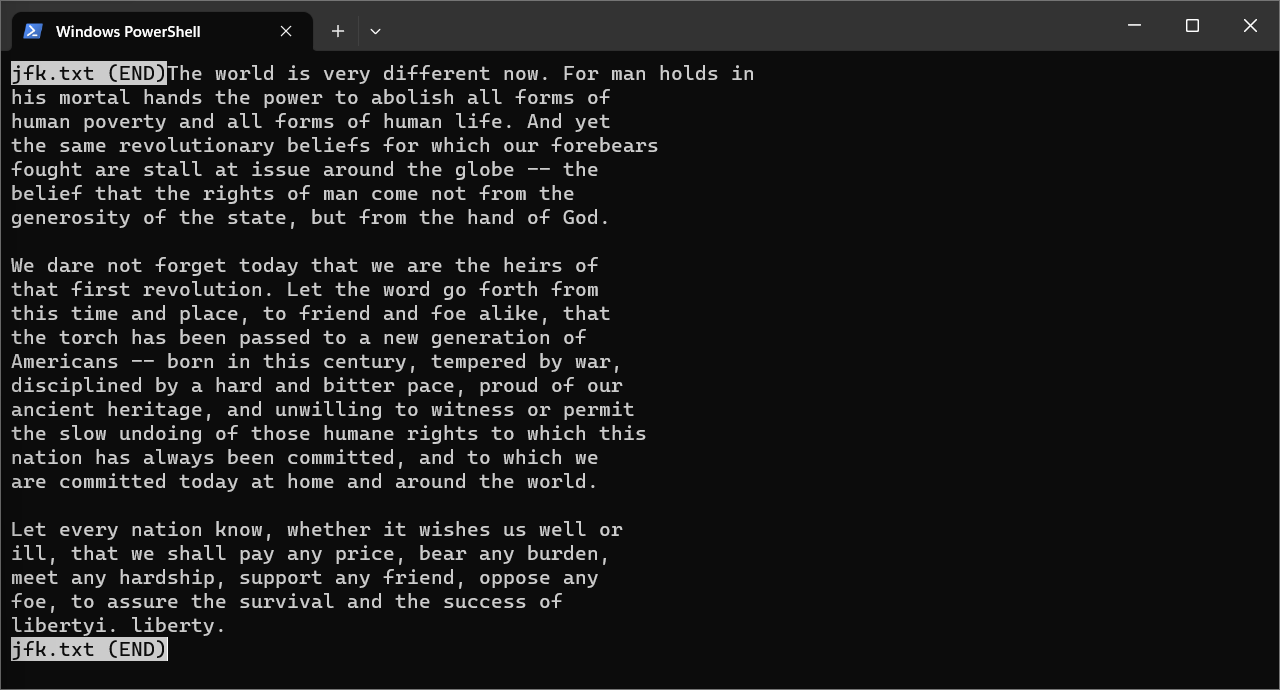 Windows PowerShell
jfk.txt (END)The world is very different now. For man holds in
his mortal hands the power to abolish all forms of
human poverty and all forms of human life. And yet
the same revolutionary beliefs for which our forebears
fought are stall at issue around the globe -- the
belief that the rights of man come not from the
generosity of the state, but from the hand of God.

We dare not forget today that we are the heirs of
that first revolution. Let the word go forth from
this time and place, to friend and foe alike, that
the torch has been passed to a new generation of
Americans -- born in this century, tempered by war,
disciplined by a hard and bitter pace, proud of our
ancient heritage, and unwilling to witness or permit
the slow undoing of those humane rights to which this
nation has always been committed, and to which we
are committed today at home and around the world.

Let every nation know, whether it wishes us well or
ill, that we shall pay any price, bear any burden,
meet any hardship, support any friend, oppose any
foe, to assure the survival and the success of
libertyi. liberty.
jfk.txt (END)